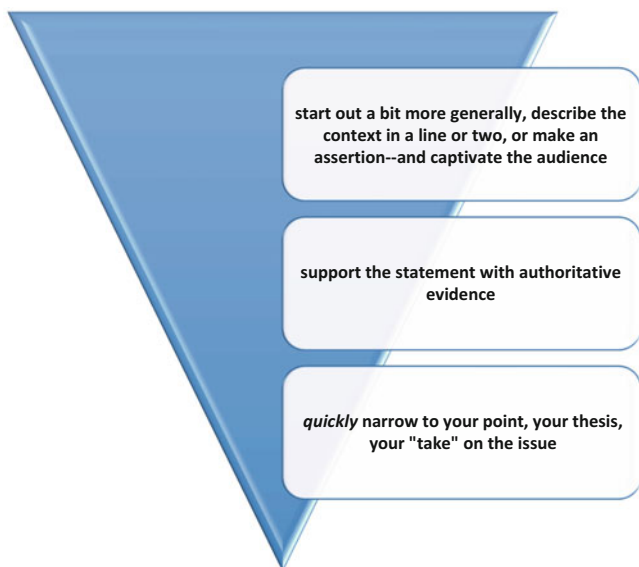 start out a bit more generally, describe the
context in a line or two, or make an
assertion--and captivate the audience
support the statement with authoritative
evidence
quickly narrow to your point, your thesis,
your "take" on the issue